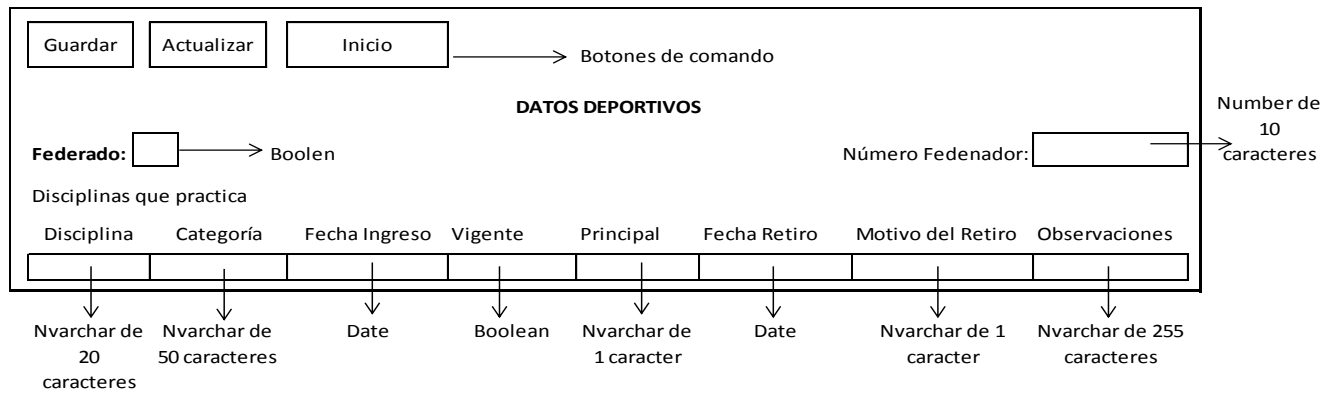 Guardar Actualizar Inicio
Botones de comando
DATOS DEPORTIVOS
Number de
10
caracteres
Federado: Boolen Número Fedenador:
Disciplinas que practica
Disciplina Categoría Fecha Ingreso Vigente Principal Fecha Retiro Motivo del Retiro Observaciones
Nvarchar de
20
caracteres
Nvarchar de
50 caracteres
Date
Boolean
Nvarchar de
1 caracter
Date
Nvarchar de 1
caracter
Nvarchar de 255
caracteres